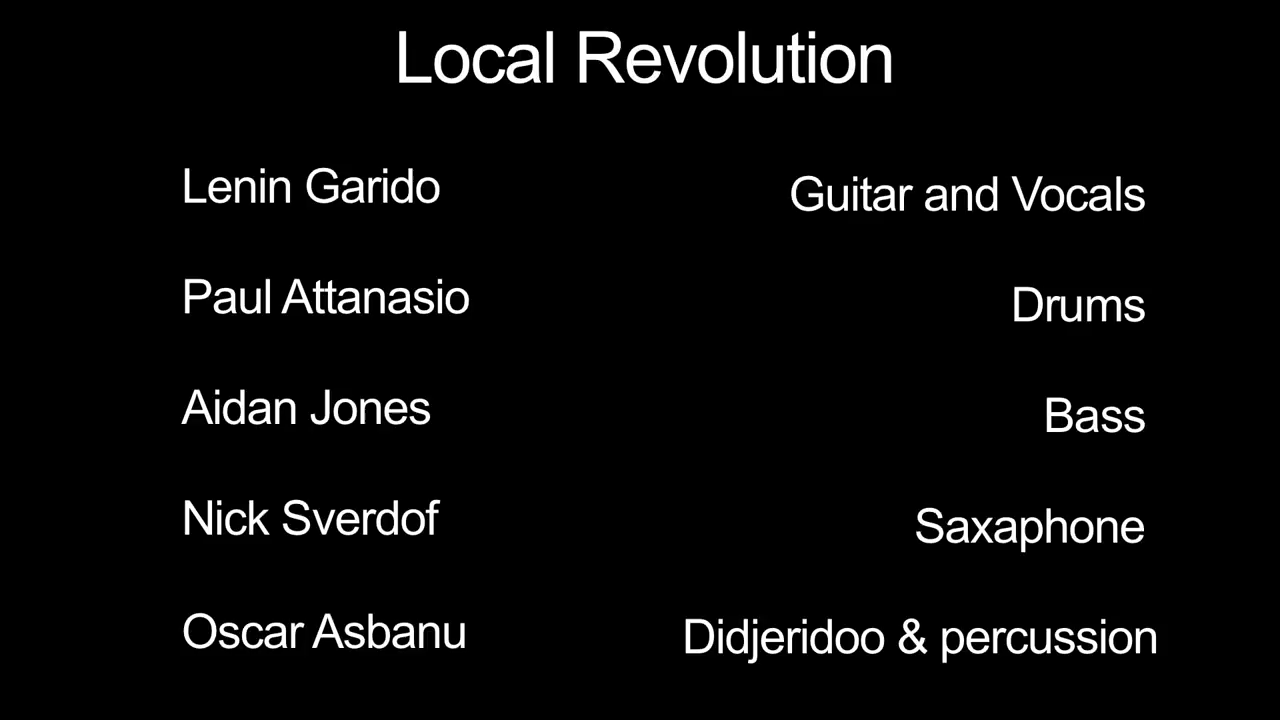 Local Revolution
Lenin Garido Guitar and Vocals
Paul Attanasio Drums
Aidan Jones Bass
Nick Sverdof Saxaphone
Oscar Asbanu Didjeridoo & percussion